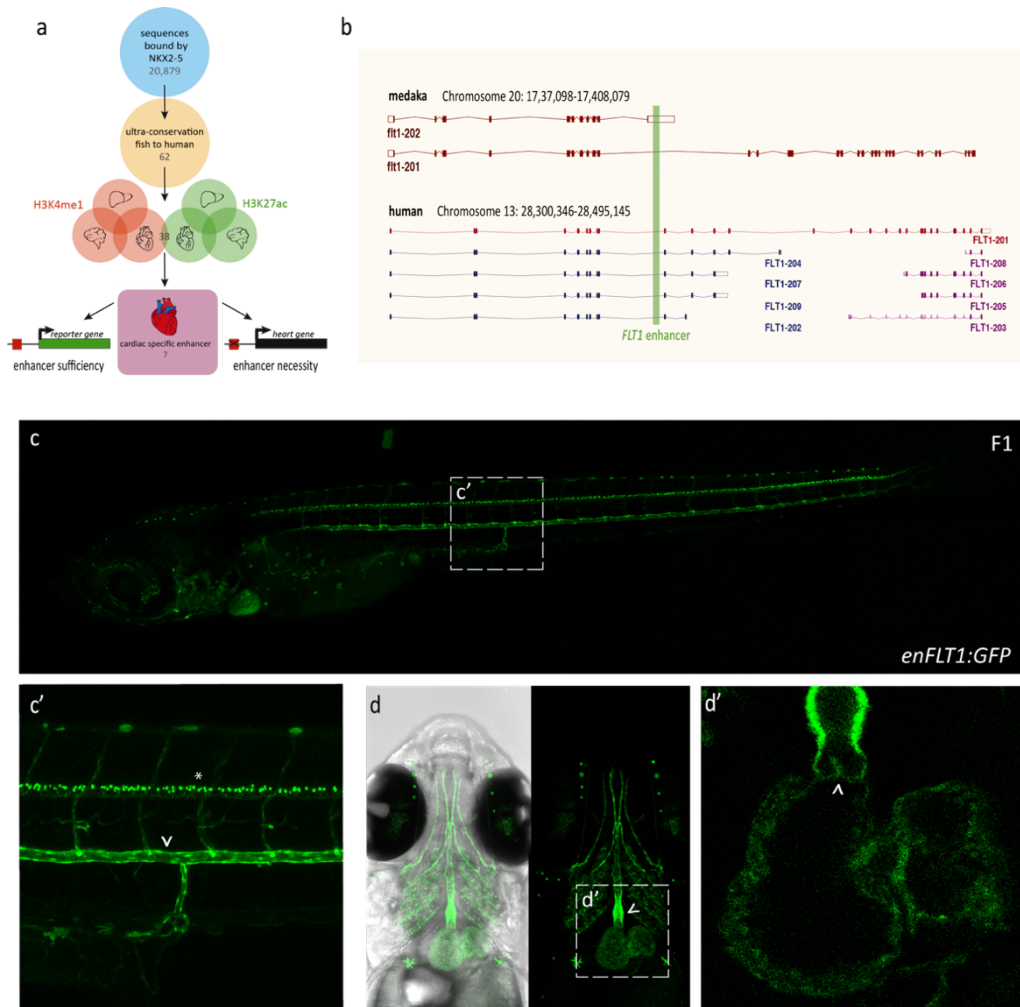 a
sequences
bound by
NKX2-5
20,879
ultra-conservation
fish to human
62
H3K4me1
H3K27ac
38
reporter gene
enhancer sufficiency
cardiac specific enhancer
7
heart gene
enhancer necessity
b
medaka Chromosome 20: 17,37,098-17,408,079
flt1-202
flt1-201
human Chromosome 13: 28,300,346-28,495,145
FLT1-201
FLT1-204
FLT1-208
FLT1-207
FLT1-206
FLT1-209
FLT1-205
FLT1-202
FLT1-203
FLT1 enhancer
c
F1
c'
enFLT1:GFP
c'
*
d
d'
d'